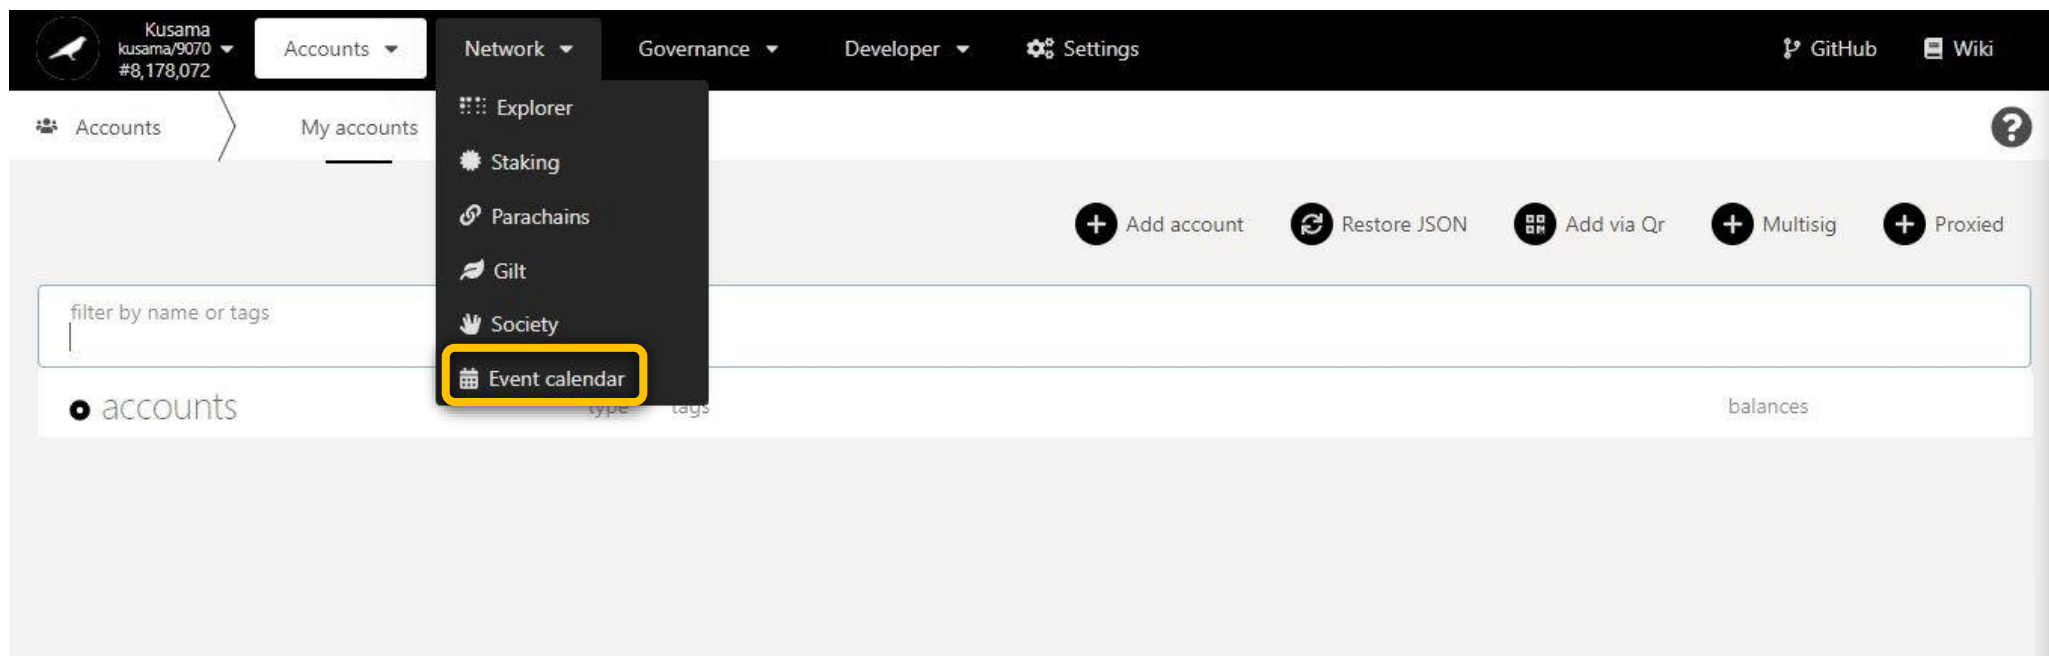 Kusama
kusama/9070
#8,178,072
Accounts
Network
Governance
Developer
Settings
GitHub
Wiki
Accounts
My accounts
Explorer
Staking
Parachains
Gilt
Society
Event calendar
Add account
Restore JSON
Add via Qr
Multisig
Proxied
filter by name or tags
accounts
type
tags
balances